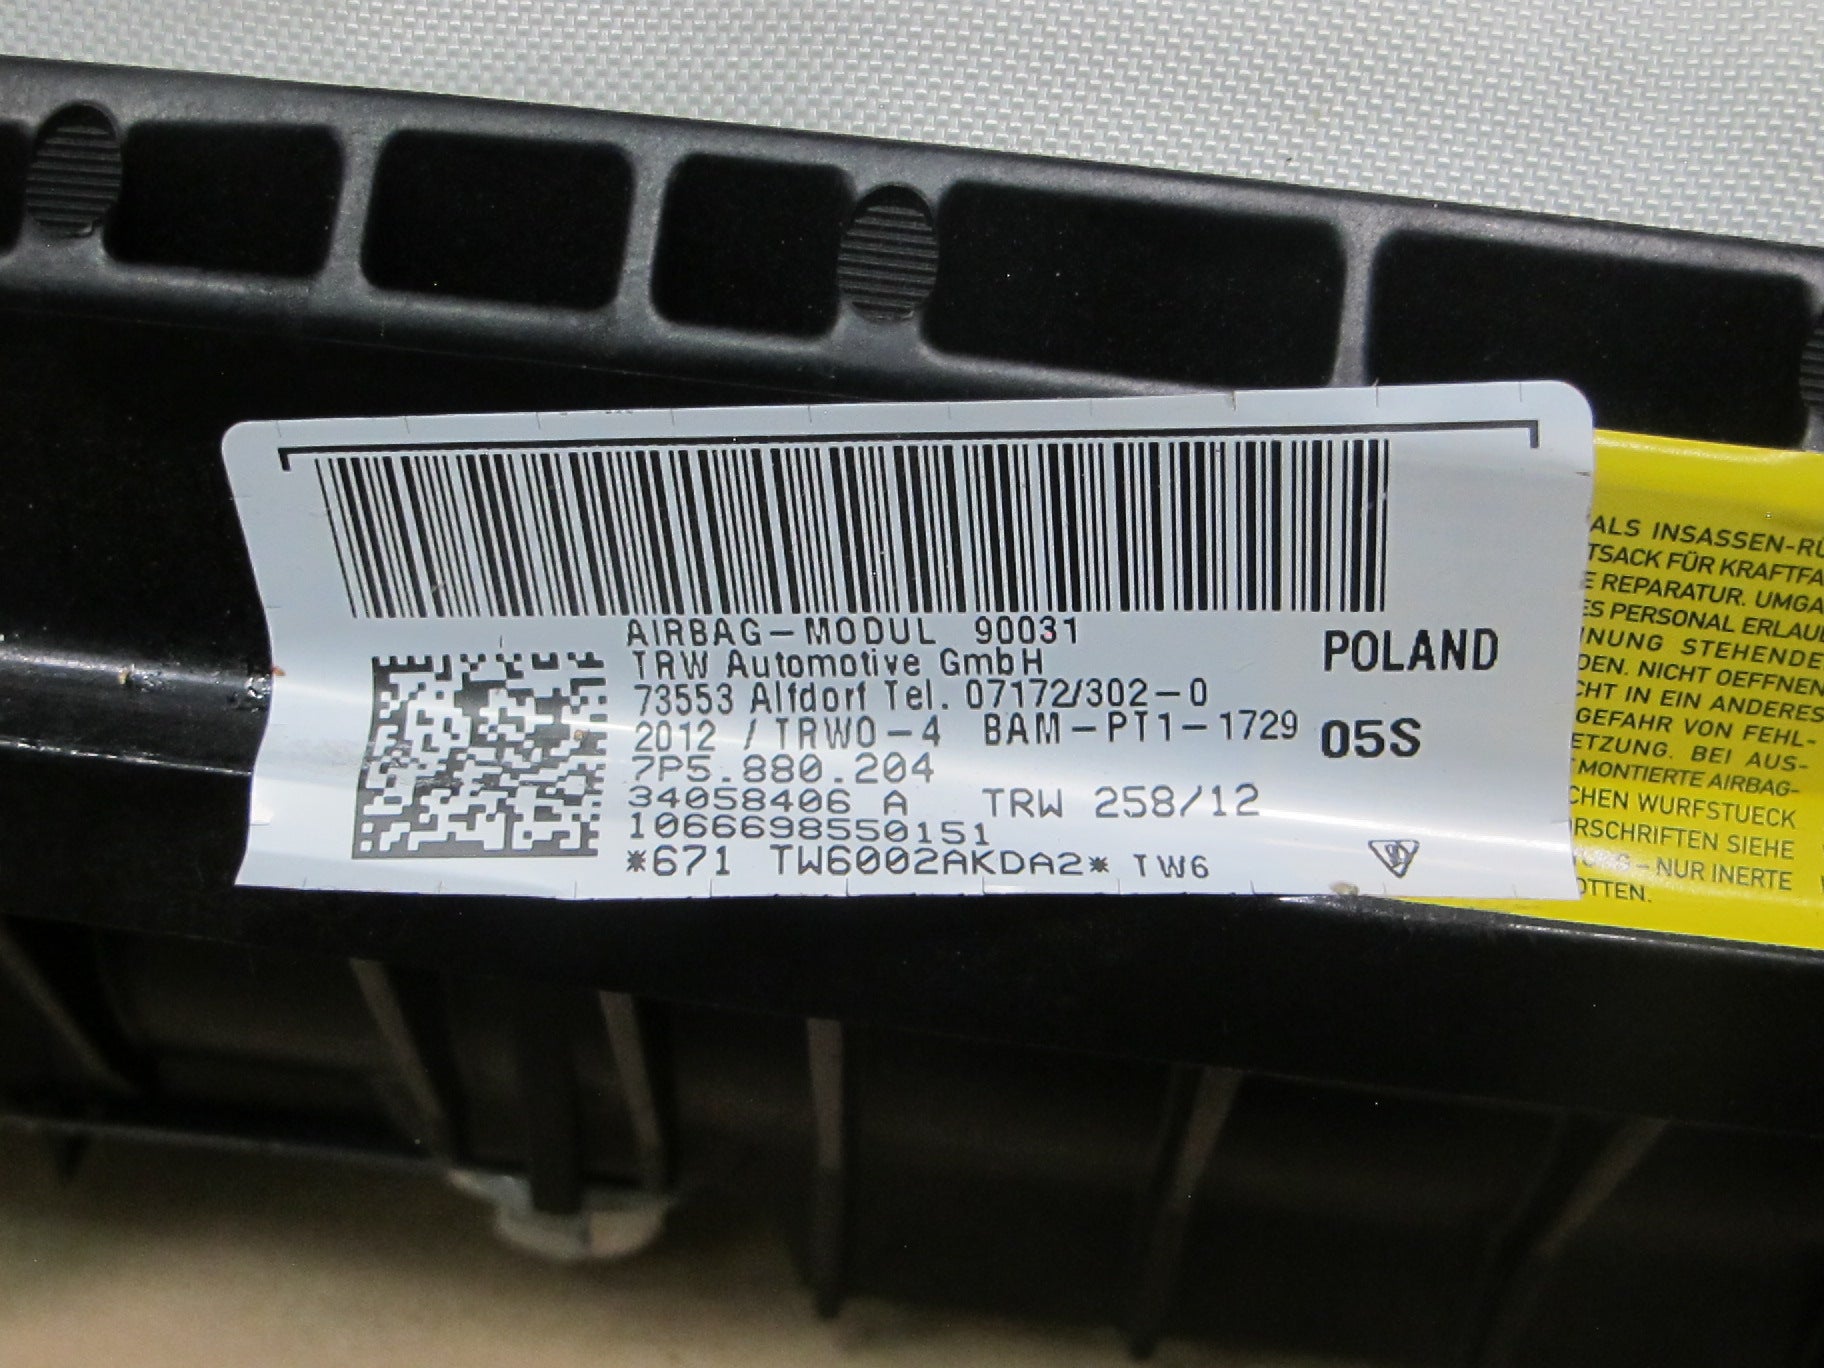 AIRBAG-MODUL 90031
TRW Automotive GmbH
73553 Alfdorf Tel. 07172/302-0
2012 / TRWO-4 BAM-PT1-1729
7P5.880.204
34058406 A TRW 258/12
1066698550151
*671 TW6002AKDA2* TW6
POLAND
05S
ALS INSASSEN-RÜ
TSACK FÜR KRAFTFA
E REPARATUR. UMGA
ES PERSONAL ERLAU
NUNG STEHENDE
DEN. NICHT OEFFNEN
CHT IN EIN ANDERES
GEFAHR VON FEHL-
ETZUNG. BEI AUS-
MONTIERTE AIRBAG-
CHEN WURFSTUECK
RSCHRIFTEN SIEHE
G - NUR INERTE
OTTEN.